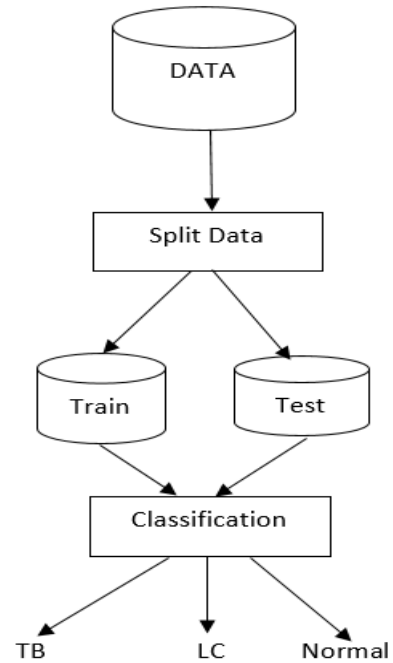 DATA
Split Data
Train
Test
Classification
TB
LC
Normal